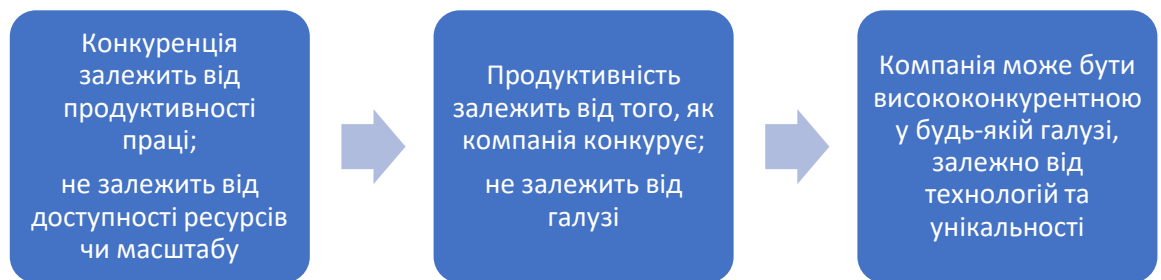 Конкуренція
залежить від
продуктивності
праці;
не залежить від
доступності ресурсів
чи масштабу
Продуктивність
залежить від того, як
компанія конкурує;
не залежить від
галузі
Компанія може бути
висококонкурентною
у будь-якій галузі,
залежно від
технологій та
унікальності